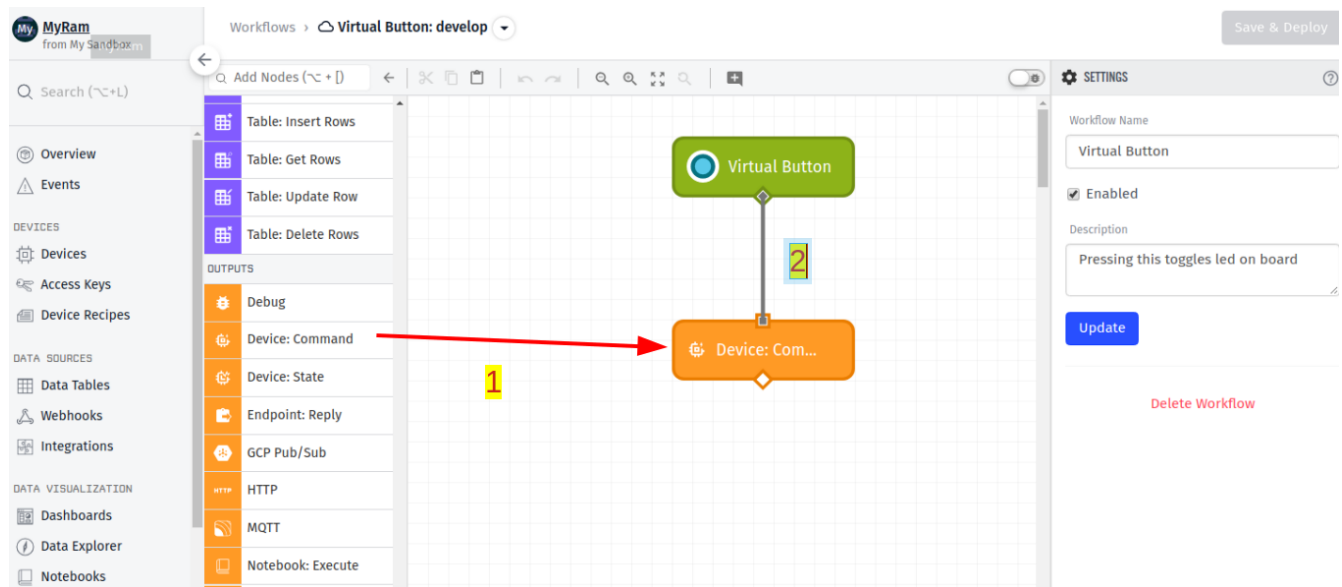 MyRam
from My Sandbox
Workflows › Virtual Button: develop
Save & Deploy
Search (⌥+L)
Add Nodes (⌥ + [)
SETTINGS
Overview
Events
DEVICES
Devices
Access Keys
Device Recipes
DATA SOURCES
Data Tables
Webhooks
Integrations
DATA VISUALIZATION
Dashboards
Data Explorer
Notebooks
Table: Insert Rows
Table: Get Rows
Table: Update Row
Table: Delete Rows
OUTPUTS
Debug
Device: Command
Device: State
Endpoint: Reply
GCP Pub/Sub
HTTP
HTTP
MQTT
Notebook: Execute
Virtual Button
2
Device: Com...
1
Workflow Name
Virtual Button
Enabled
Description
Pressing this toggles led on board
Update
Delete Workflow